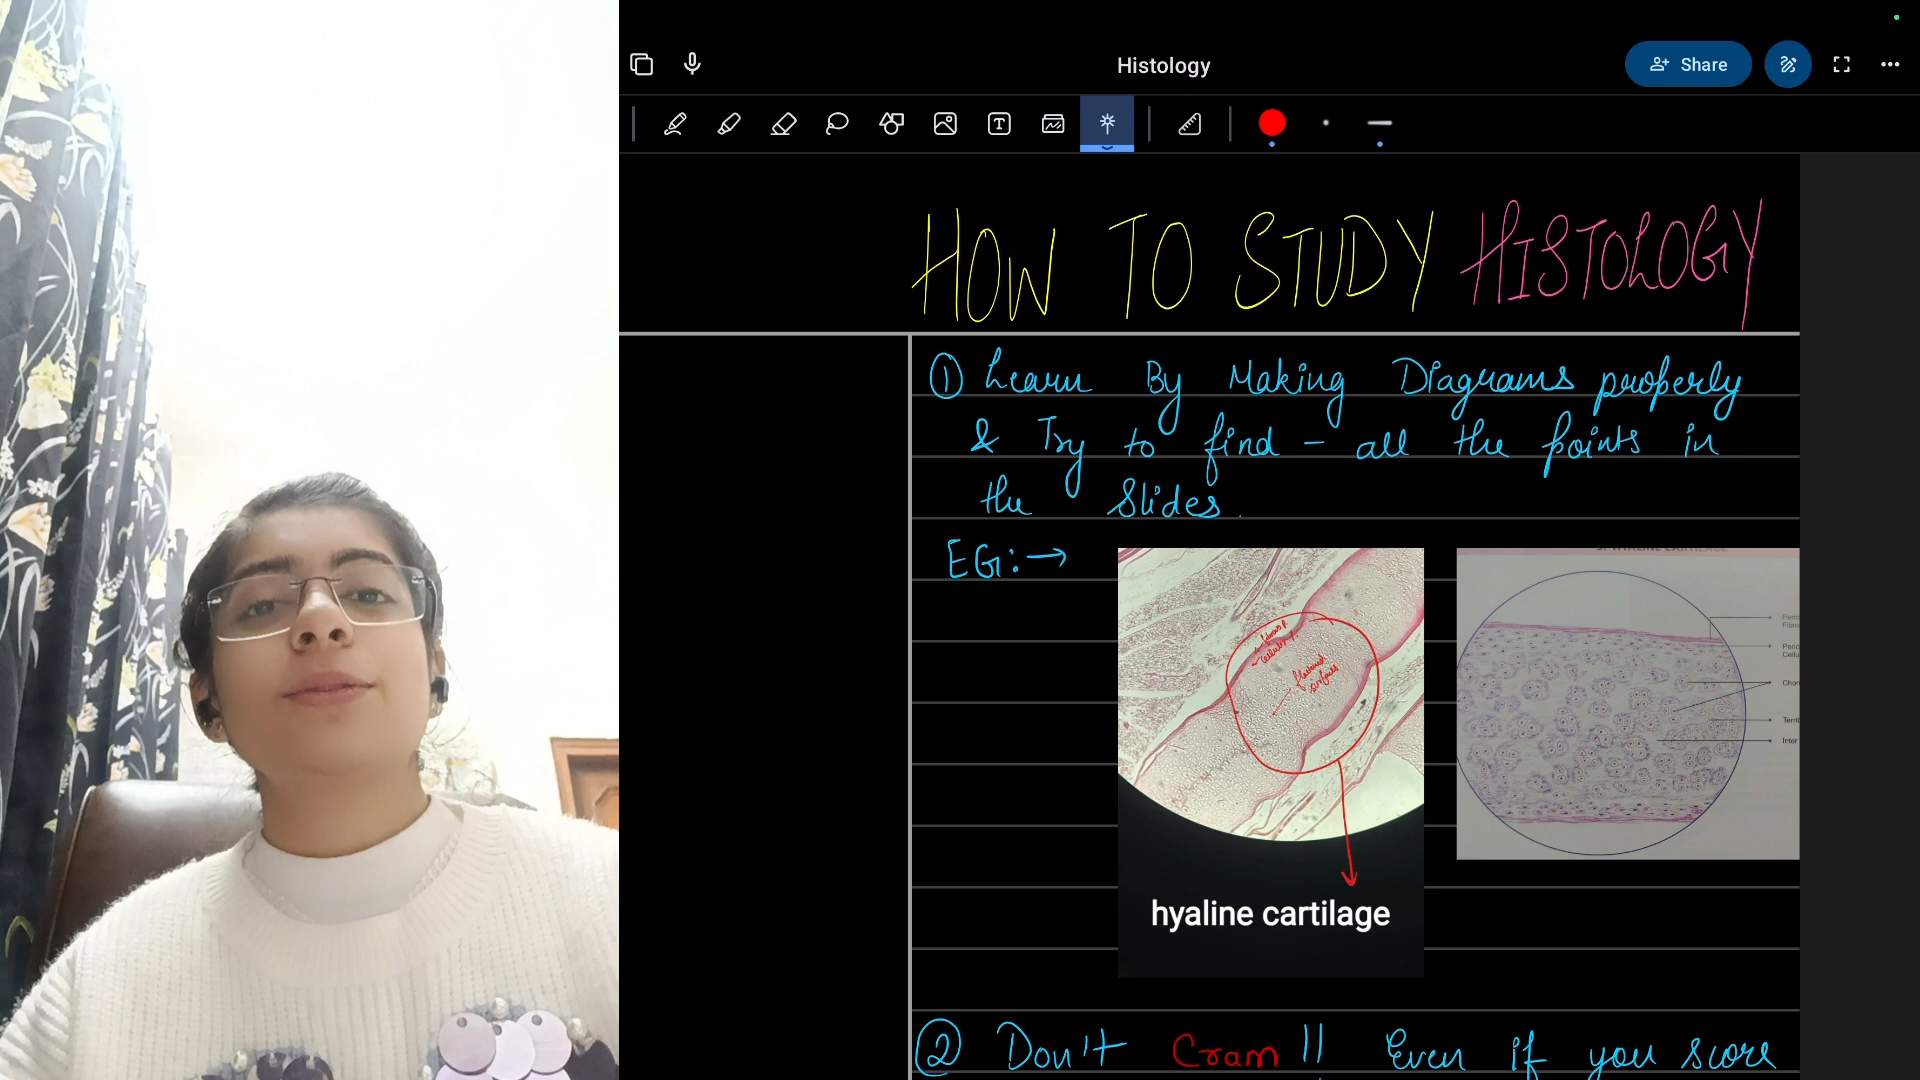 Histology
Share
HOW TO STUDY HISTOLOGY
① Learn By Making Diagrams properly
& Try to find - all the points in
the Slides.
EG:→
hyaline cartilage
② Don't Cram !! Even if you score